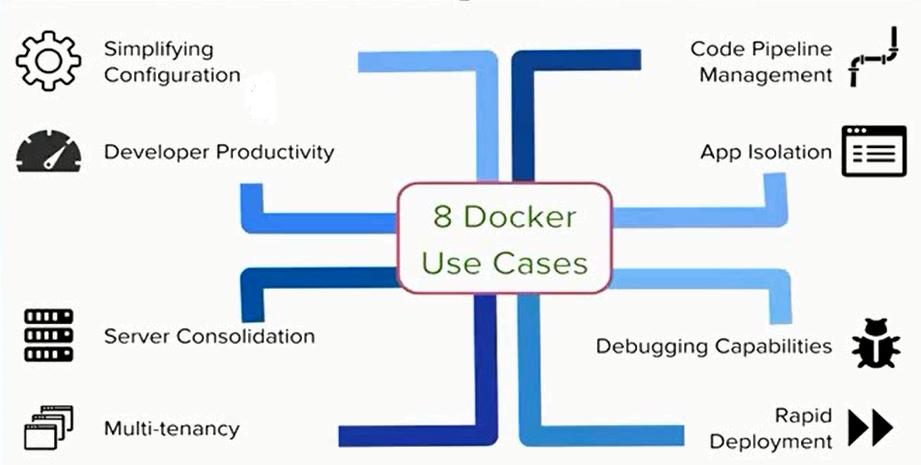 Simplifying
Configuration
Code Pipeline
Management
Developer Productivity
App Isolation
8 Docker
Use Cases
Server Consolidation
Debugging Capabilities
Multi-tenancy
Rapid
Deployment